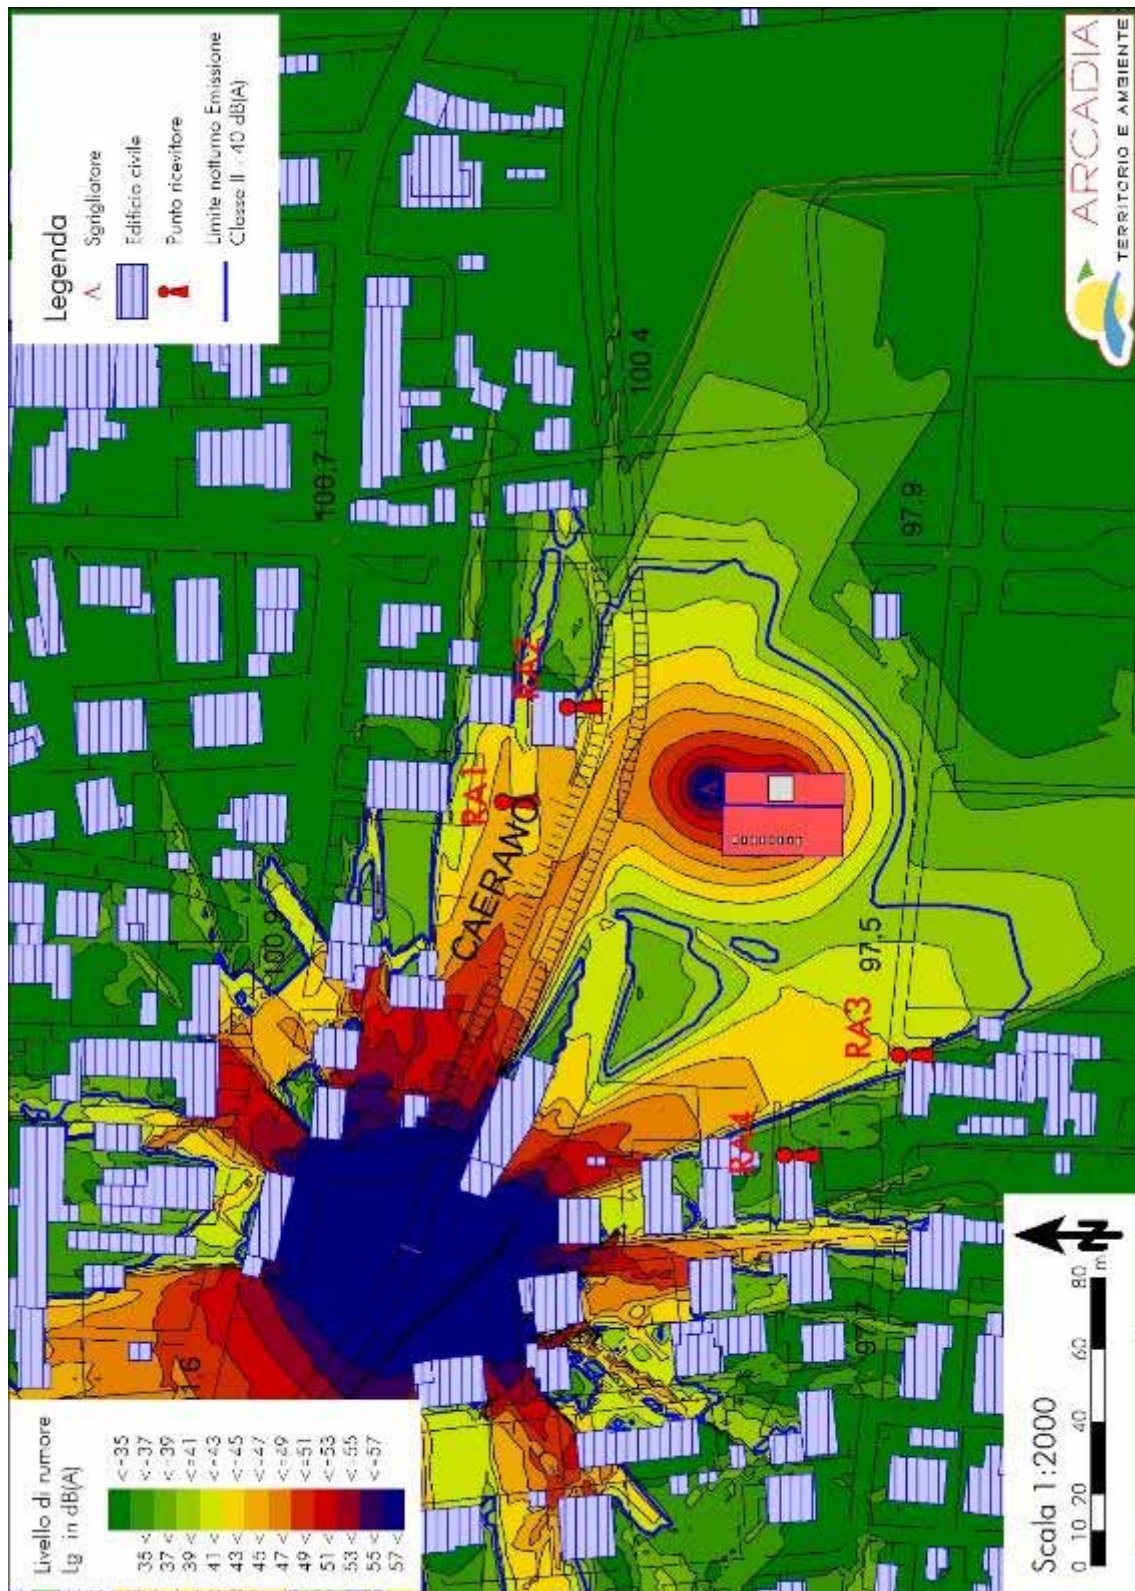 Legenda
Sgrigliatore
Edificio civile
Punto ricevitore
Limite notturno Emissione
Classe II - 40 dB(A)
ARCADIA
TERRITORIO E AMBIENTE
100,7
100,4
97,9
RA2
RA1
CAERANO
100,9
97,5
RA3
RA4
1,6
97
Livello di rumore
Lg in dB(A)
<=35
35 < <=37
37 < <=39
39 < <=41
41 < <=43
43 < <=45
45 < <=47
47 < <=49
49 < <=51
51 < <=53
53 < <=55
55 < <=57
57 <
N
Scala 1:2000
0 10 20 40 60 80
m